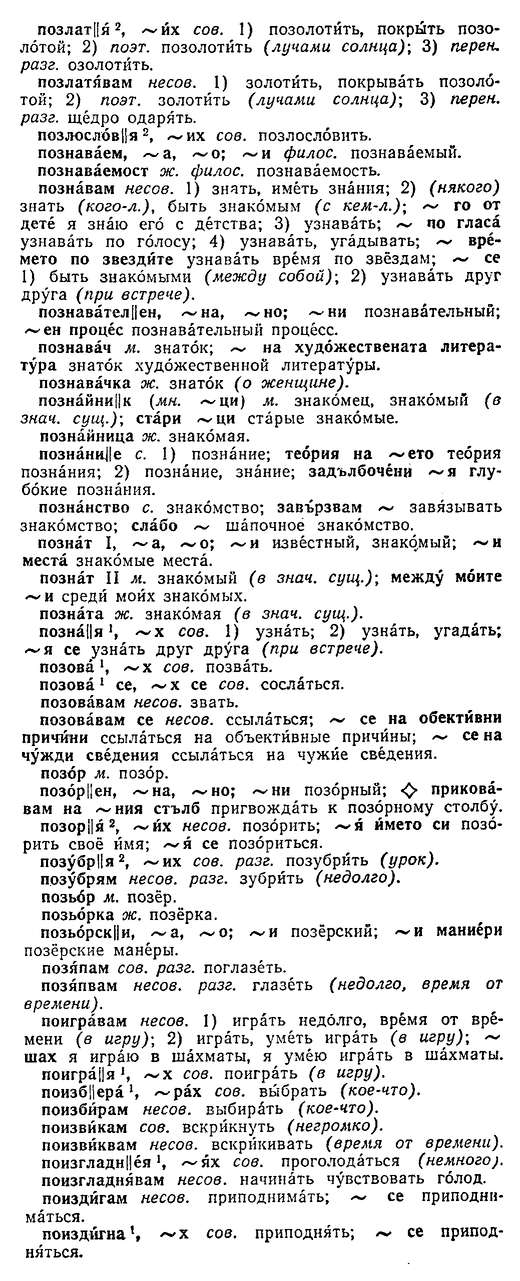 позлат||я́ ², ~и́х сов. 1) позолоти́ть, покры́ть позо-
ло́той; 2) поэт. позолоти́ть (лучами солнца); 3) перен.
разг. озолоти́ть.
позлатя́вам несов. 1) золоти́ть, покрыва́ть позоло́-
той; 2) поэт. золоти́ть (лучами солнца); 3) перен.
разг. ще́дро одаря́ть.
позлосло́в||я ², ~их сов. позлосло́вить.
познава́ем, ~а, ~о; ~и филос. познава́емый.
познава́емост ж. филос. познава́емость.
позна́вам несов. 1) знать, име́ть зна́ния; 2) (някого)
знать (кого-л.), быть знако́мым (с кем-л.); ~ го от
дете́ я зна́ю его́ с де́тства; 3) узнава́ть; ~ по гласа́
узнава́ть по го́лосу; 4) узнава́ть, уга́дывать; ~ вре́-
мето по звезди́те узнава́ть вре́мя по звёздам; ~ се
1) быть знако́мыми (между собой); 2) узнава́ть друг
дру́га (при встрече).
познава́тел||ен, ~на, ~но; ~ни познава́тельный;
~ен проце́с познава́тельный проце́сс.
познава́ч м. знато́к; ~ на худо́жествената литера-
ту́ра знато́к худо́жественной литерату́ры.
познава́чка ж. знато́к (о женщине).
позна́йни||к (мн. ~ци) м. знако́мец, знако́мый (в
знач. сущ.); ста́ри ~ци ста́рые знако́мые.
позна́йница ж. знако́мая.
позна́ни||е с. 1) позна́ние; тео́рия на ~ето тео́рия
позна́ния; 2) позна́ние, зна́ние; задълбоче́ни ~я глу-
бо́кие позна́ния.
позна́нство с. знако́мство; завъ́рзвам ~ завя́зывать
знако́мство; сла́бо ~ ша́почное знако́мство.
позна́т I, ~а, ~о; ~и изве́стный, знако́мый; ~и
места́ знако́мые места́.
позна́т II м. знако́мый (в знач. сущ.); между́ мо́ите
~и среди́ мои́х знако́мых.
позна́та ж. знако́мая (в знач. сущ.).
позна́||я ¹, ~х сов. 1) узна́ть; 2) узна́ть, угада́ть;
~я се узна́ть друг дру́га (при встрече).
позова́ ¹, ~х сов. позва́ть.
позова́ ¹ се, ~х се сов. сосла́ться.
позова́вам несов. звать.
позова́вам се несов. ссыла́ться; ~ се на обекти́вни
причи́ни ссыла́ться на объекти́вные причи́ны; ~ се на
чу́жди све́дения ссыла́ться на чужи́е све́дения.
позо́р м. позо́р.
позо́р||ен, ~на, ~но; ~ни позо́рный; ◇ прикова́-
вам на ~ния стълб пригвожда́ть к позо́рному столбу́.
позор||я́ ², ~и́х несов. позо́рить; ~я́ и́мето си позо́-
рить своё и́мя; ~я́ се позо́риться.
позу́бр||я ², ~их сов. разг. позубри́ть (урок).
позу́брям несов. разг. зубри́ть (недолго).
позьо́р м. позёр.
позьо́рка ж. позёрка.
позьо́рск||и, ~а, ~о; ~и позёрский; ~и мание́ри
позёрские мане́ры.
позя́пам сов. разг. поглазе́ть.
позя́пвам несов. разг. глазе́ть (недолго, время от
времени).
поигра́вам несов. 1) игра́ть недо́лго, вре́мя от вре́-
мени (в игру); 2) игра́ть, уме́ть игра́ть (в игру); ~
шах я игра́ю в ша́хматы, я уме́ю игра́ть в ша́хматы.
поигра́||я ¹, ~х сов. поигра́ть (в игру).
поизб||ера́ ¹, ~ра́х сов. вы́брать (кое-что).
поизби́рам несов. выбира́ть (кое-что).
поизви́кам сов. вскри́кнуть (негромко).
поизви́квам несов. вскри́кивать (время от времени).
поизгладн||е́я ¹, ~я́х сов. проголода́ться (немного).
поизгладня́вам несов. начина́ть чу́вствовать го́лод.
поизди́гам несов. приподнима́ть; ~ се приподни-
ма́ться.
поизди́гна ¹, ~х сов. приподня́ть; ~ се припод-
ня́ться.